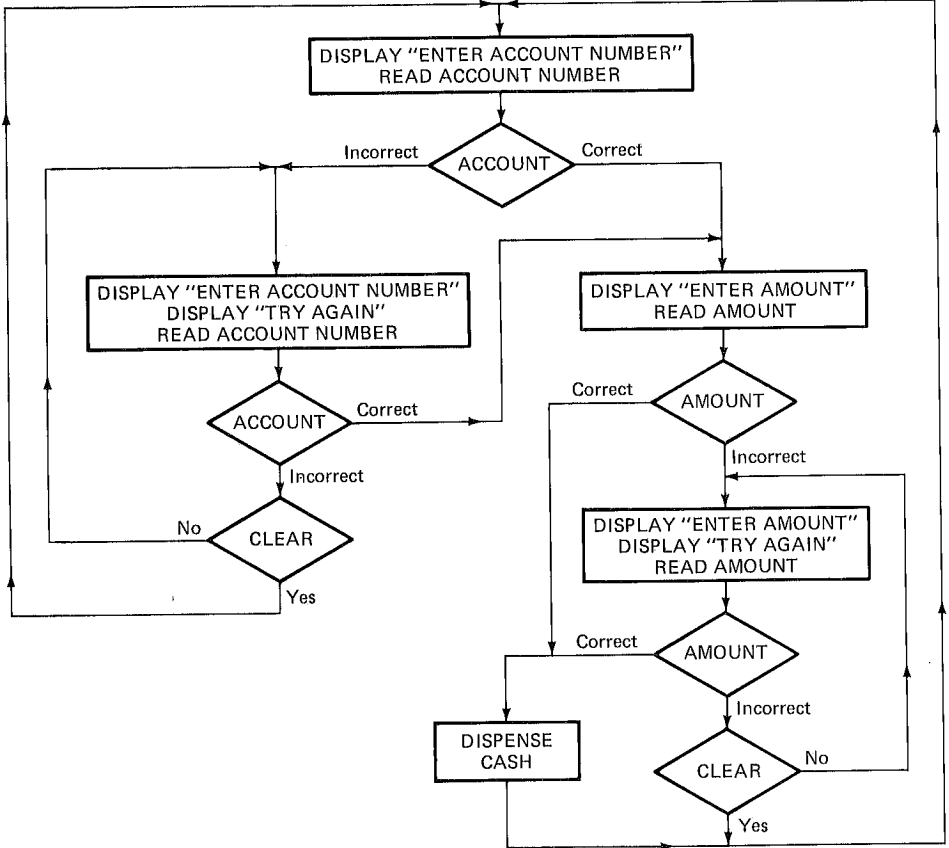 DISPLAY "ENTER ACCOUNT NUMBER"
READ ACCOUNT NUMBER
Incorrect
ACCOUNT
Correct
DISPLAY "ENTER ACCOUNT NUMBER"
DISPLAY "TRY AGAIN"
READ ACCOUNT NUMBER
ACCOUNT
Correct
Incorrect
No
CLEAR
Yes
DISPLAY "ENTER AMOUNT"
READ AMOUNT
Correct
AMOUNT
Incorrect
DISPLAY "ENTER AMOUNT"
DISPLAY "TRY AGAIN"
READ AMOUNT
Correct
AMOUNT
Incorrect
DISPENSE
CASH
CLEAR
No
Yes